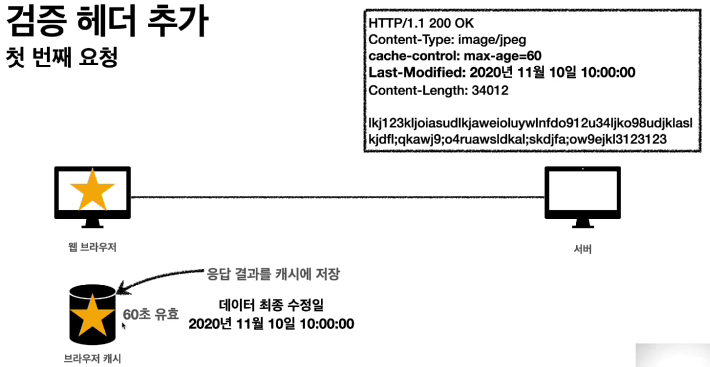 검증 헤더 추가
첫 번째 요청
HTTP/1.1 200 OK
Content-Type: image/jpeg
cache-control: max-age=60
Last-Modified: 2020년 11월 10일 10:00:00
Content-Length: 34012
lkj123kljoiasudlkjaweioluywlnfdo912u34ljko98udjklasl
kjdfl;qkawj9;o4ruawsldkal;skdjfa;ow9ejkl3123123
웹 브라우저
서버
응답 결과를 캐시에 저장
60초 유효
데이터 최종 수정일
2020년 11월 10일 10:00:00
브라우저 캐시